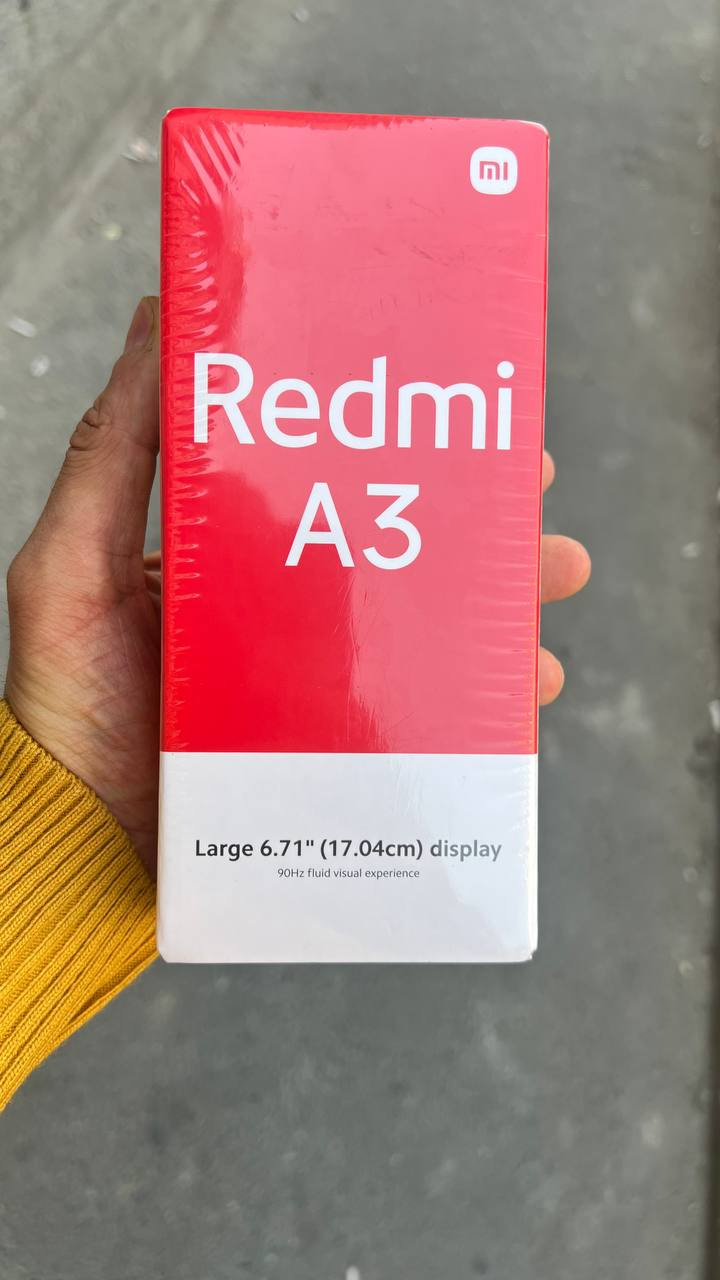 mi
Redmi
A3
Large 6.71" (17.04cm) display
90Hz fluid visual experience